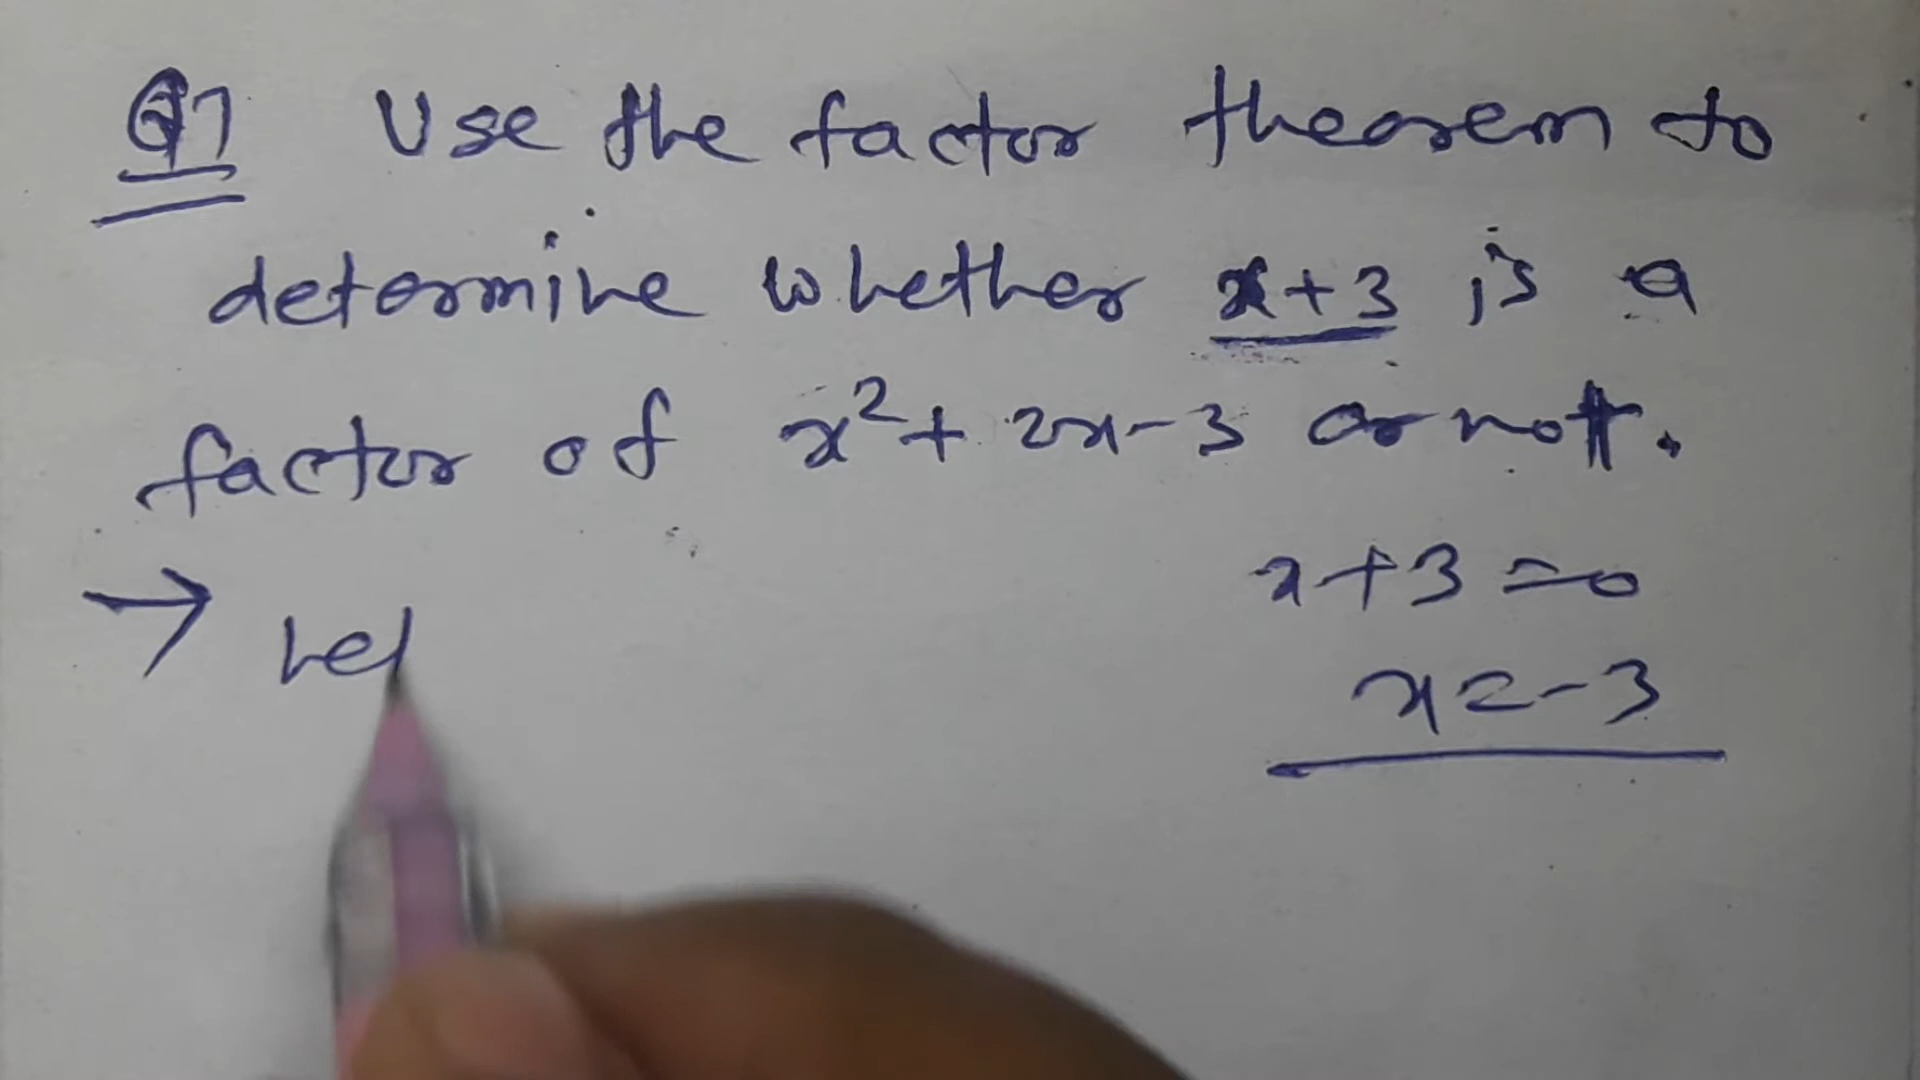 Q1 Use the factor theorem to
determine whether x+3 is a
factor of x²+2x-3 or not.
x+3=0
→ Let
x=-3